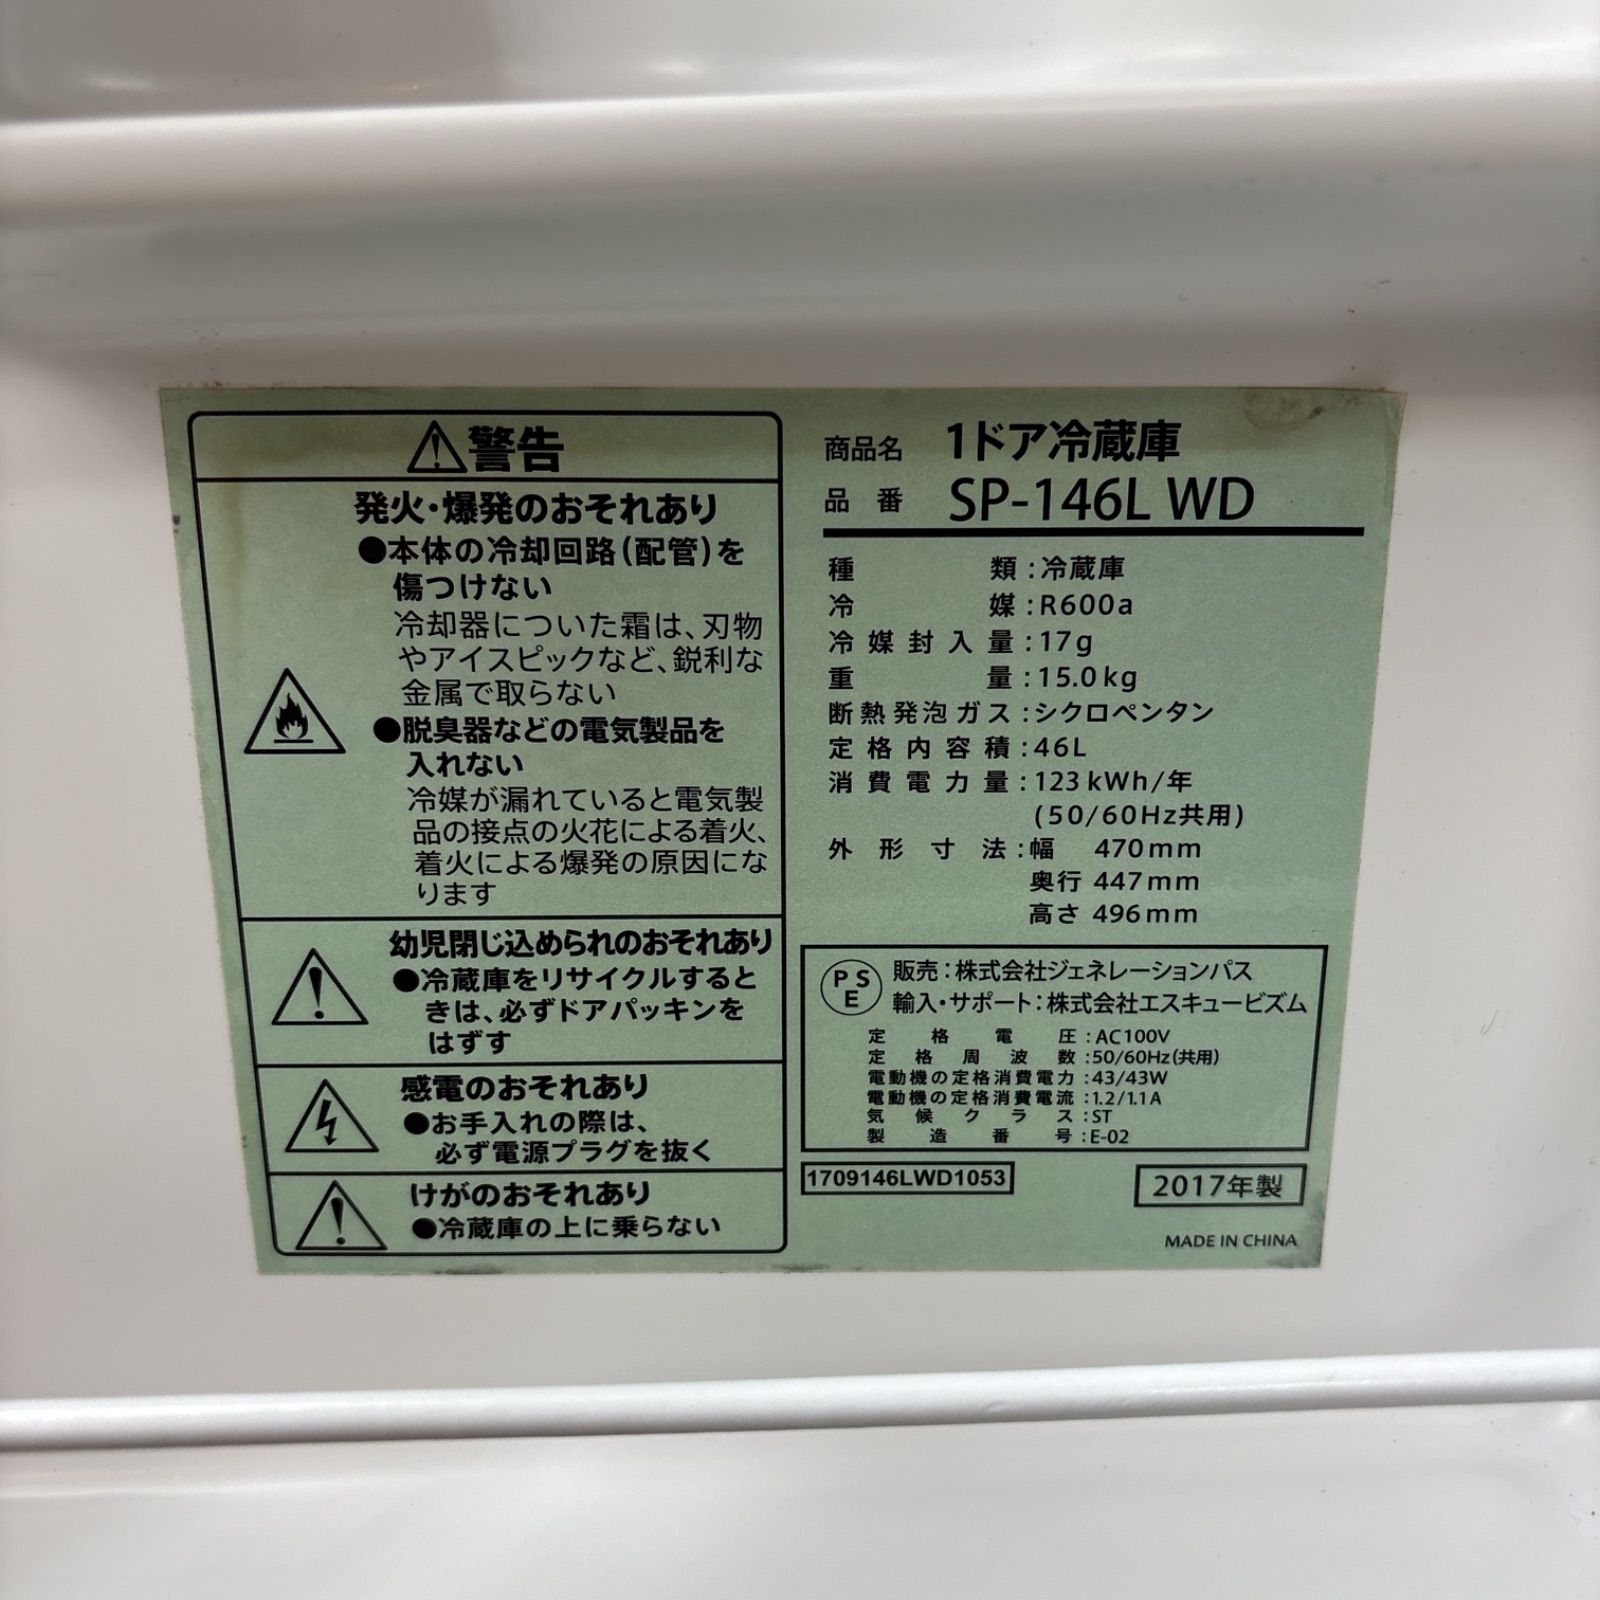 警告
発火・爆発のおそれあり
●本体の冷却回路(配管)を
傷つけない
冷却器についた霜は、刃物
やアイスピックなど、鋭利な
金属で取らない
●脱臭器などの電気製品を
入れない
冷媒が漏れていると電気製
品の接点の火花による着火、
着火による爆発の原因にな
ります
幼児閉じ込められのおそれあり
●冷蔵庫をリサイクルすると
きは、必ずドアパッキンを
はずす
感電のおそれあり
●お手入れの際は、
必ず電源プラグを抜く
けがのおそれあり
●冷蔵庫の上に乗らない
商品名 1ドア冷蔵庫
品番 SP-146L WD
種類:冷蔵庫
冷媒:R600a
冷媒封入量:17g
重量:15.0kg
断熱発泡ガス:シクロペンタン
定格内容積:46L
消費電力量:123kWh/年
(50/60Hz共用)
外形寸法:幅 470mm
奥行 447mm
高さ 496mm
PSE
販売:株式会社ジェネレーションパス
輸入・サポート:株式会社エスキュービズム
定格電圧:AC100V
定格周波数:50/60Hz(共用)
電動機の定格消費電力:43/43W
電動機の定格消費電流:1.2/1.1A
気候クラス:ST
製造番号:E-02
1709146LWD1053
2017年製
MADE IN CHINA